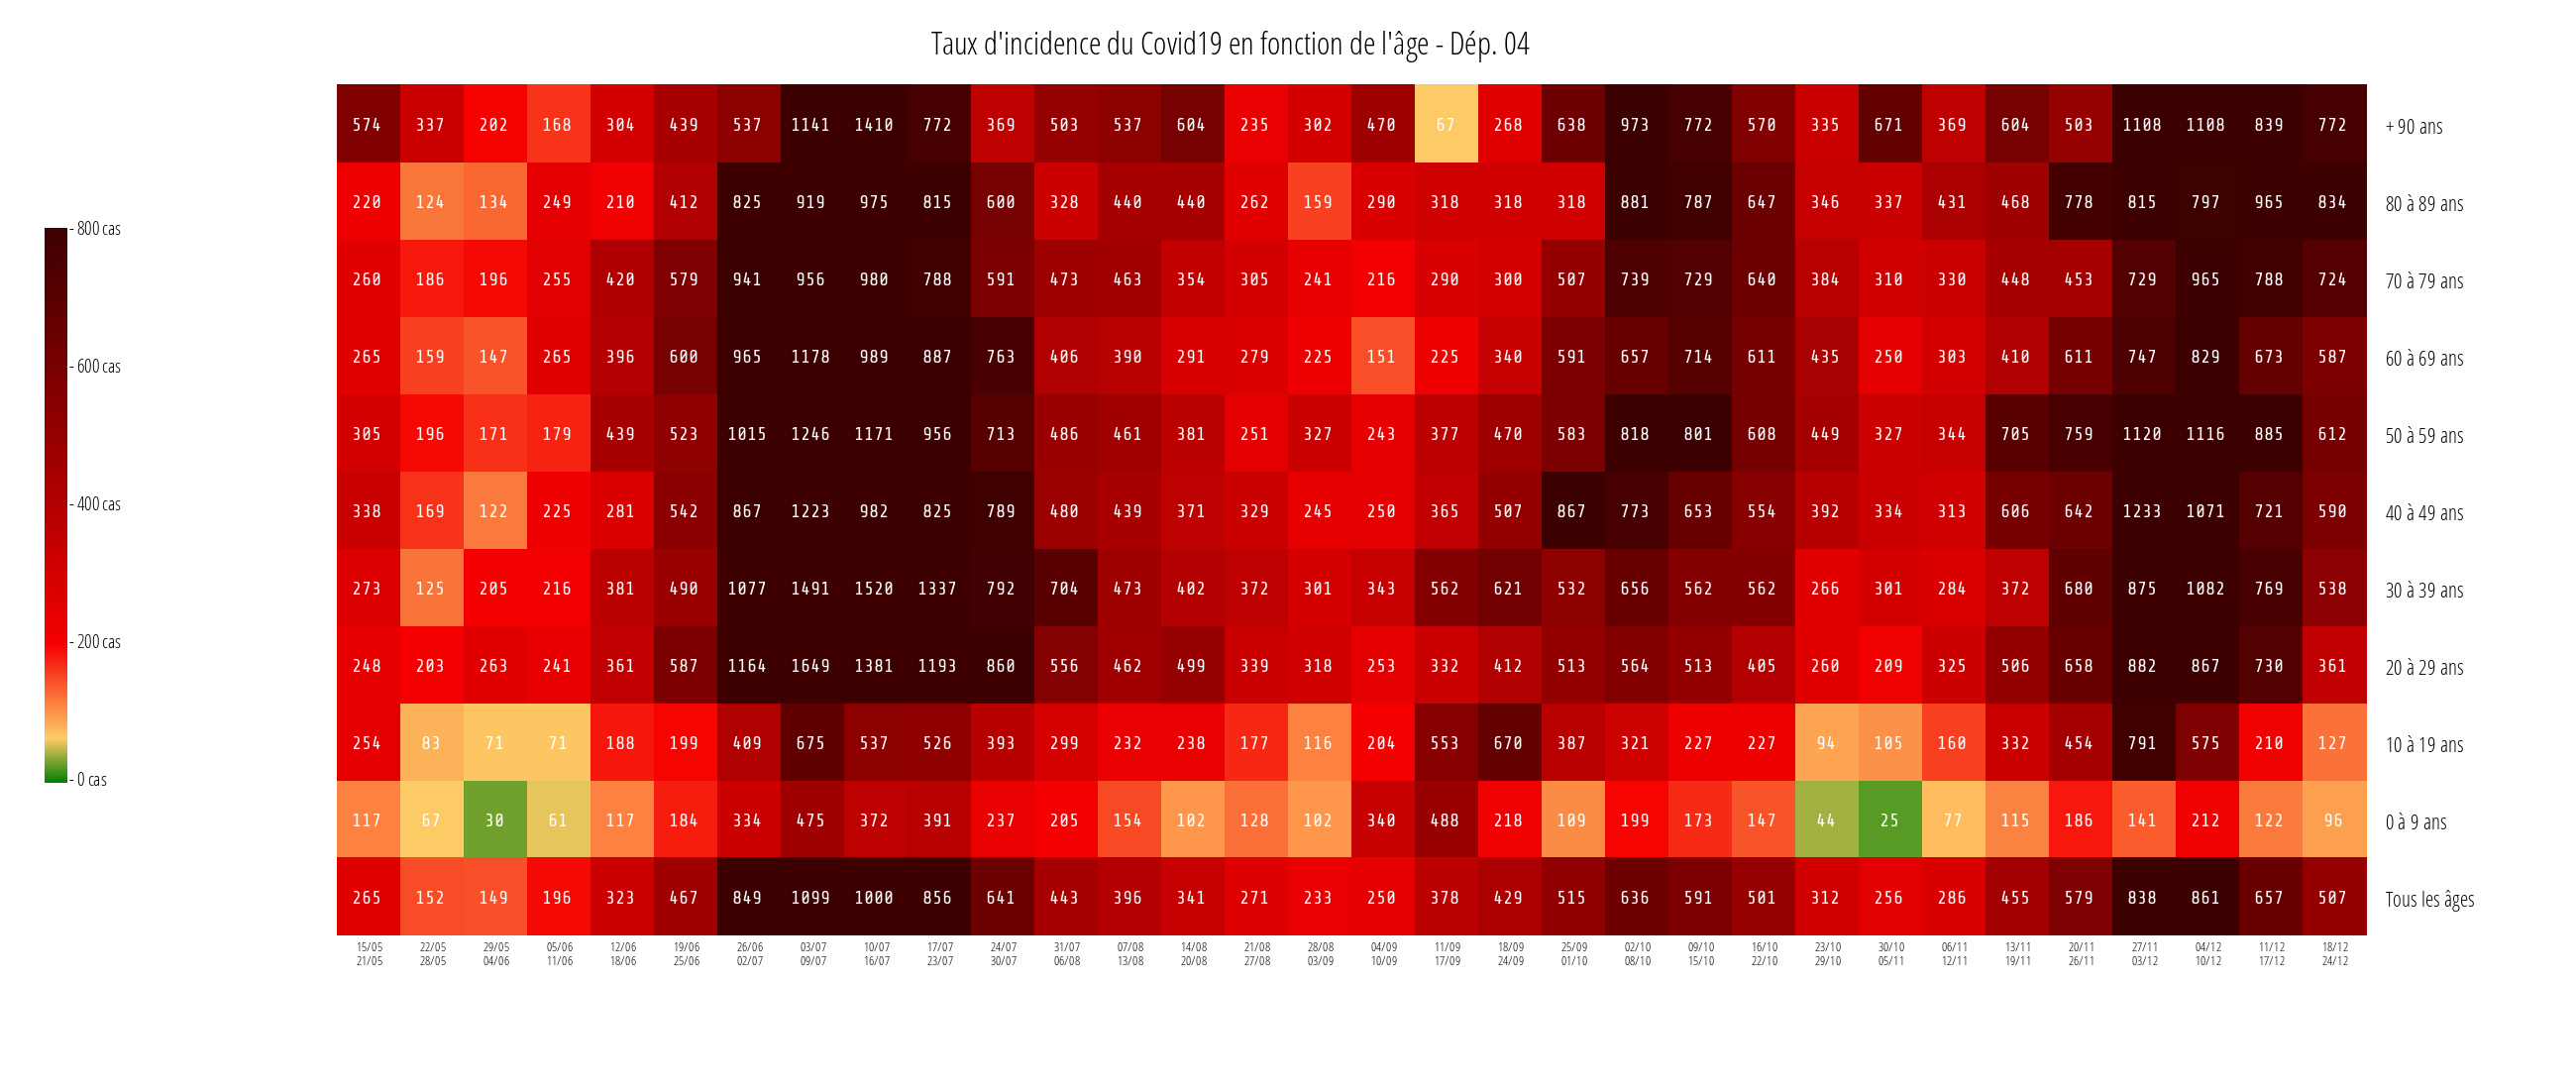 Taux d'incidence du Covid19 en fonction de l'âge - Dép. 04
- 800 cas
- 600 cas
- 400 cas
- 200 cas
- 0 cas
574 337 202 168 304 439 537 1141 1410 772 369 503 537 604 235 302 470 67 268 638 973 772 570 335 671 369 604 503 1108 1108 839 772 + 90 ans
220 124 134 249 210 412 825 919 975 815 600 328 440 440 262 159 290 318 318 318 881 787 647 346 337 431 468 778 815 797 965 834 80 à 89 ans
260 186 196 255 420 579 941 956 980 788 591 473 463 354 305 241 216 290 300 507 739 729 640 384 310 330 448 453 729 965 788 724 70 à 79 ans
265 159 147 265 396 600 965 1178 989 887 763 406 390 291 279 225 151 225 340 591 657 714 611 435 250 303 410 611 747 829 673 587 60 à 69 ans
305 196 171 179 439 523 1015 1246 1171 956 713 486 461 381 251 327 243 377 470 583 818 801 608 449 327 344 705 759 1120 1116 885 612 50 à 59 ans
338 169 122 225 281 542 867 1223 982 825 789 480 439 371 329 245 250 365 507 867 773 653 554 392 334 313 606 642 1233 1071 721 590 40 à 49 ans
273 125 205 216 381 490 1077 1491 1520 1337 792 704 473 402 372 301 343 562 621 532 656 562 562 266 301 284 372 680 875 1082 769 538 30 à 39 ans
248 203 263 241 361 587 1164 1649 1381 1193 860 556 462 499 339 318 253 332 412 513 564 513 405 260 209 325 506 658 882 867 730 361 20 à 29 ans
254 83 71 71 188 199 409 675 537 526 393 299 232 238 177 116 204 553 670 387 321 227 227 94 105 160 332 454 791 575 210 127 10 à 19 ans
117 67 30 61 117 184 334 475 372 391 237 205 154 102 128 102 340 488 218 109 199 173 147 44 25 77 115 186 141 212 122 96 0 à 9 ans
265 152 149 196 323 467 849 1099 1000 856 641 443 396 341 271 233 250 378 429 515 636 591 501 312 256 286 455 579 838 861 657 507 Tous les âges
15/05 22/05 29/05 05/06 12/06 19/06 26/06 03/07 10/07 17/07 24/07 31/07 07/08 14/08 21/08 28/08 04/09 11/09 18/09 25/09 02/10 09/10 16/10 23/10 30/10 06/11 13/11 20/11 27/11 04/12 11/12 18/12
21/05 28/05 04/06 11/06 18/06 25/06 02/07 09/07 16/07 23/07 30/07 06/08 13/08 20/08 27/08 03/09 10/09 17/09 24/09 01/10 08/10 15/10 22/10 29/10 05/11 12/11 19/11 26/11 03/12 10/12 17/12 24/12